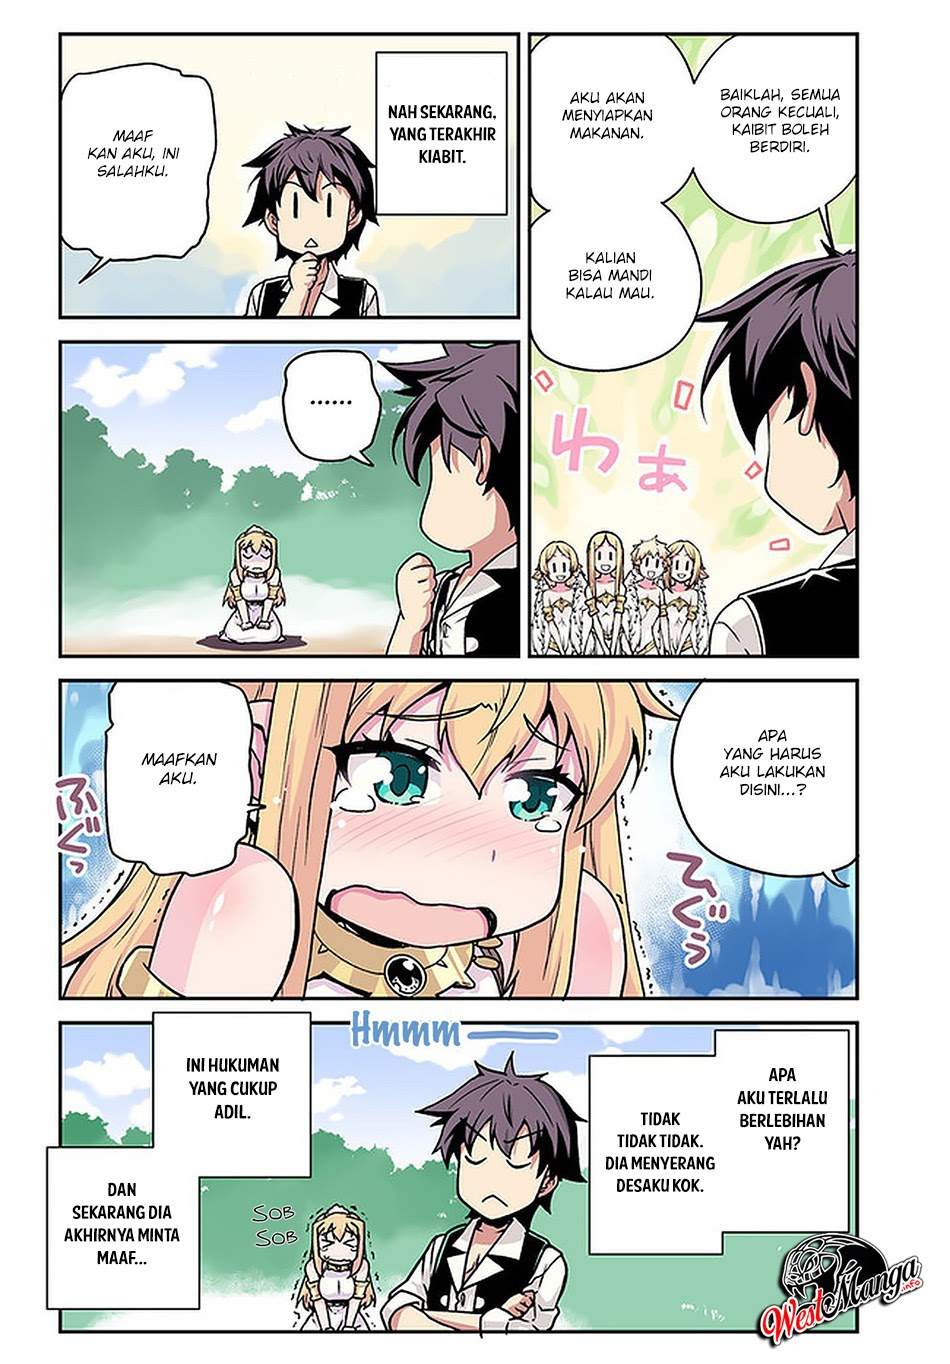 BAIKLAH, SEMUA
ORANG KECUALI,
KAIBIT BOLEH
BERDIRI.
AKU AKAN
MENYIAPKAN
MAKANAN.
KALIAN
BISA MANDI
KALAU MAU.
わあ
NAH SEKARANG,
YANG TERAKHIR
KIABIT.
MAAF
KAN AKU, INI
SALAHKU.
......
APA
YANG HARUS
AKU LAKUKAN
DISINI...?
ひぐぅ
MAAFKAN
AKU.
ふぐっ
APA
AKU TERLALU
BERLEBIHAN
YAH?
TIDAK
TIDAK TIDAK.
DIA MENYERANG
DESAKU KOK.
Hmmm
INI HUKUMAN
YANG CUKUP
ADIL.
SOB
SOB
DAN
SEKARANG DIA
AKHIRNYA MINTA
MAAF...
WestManga.info